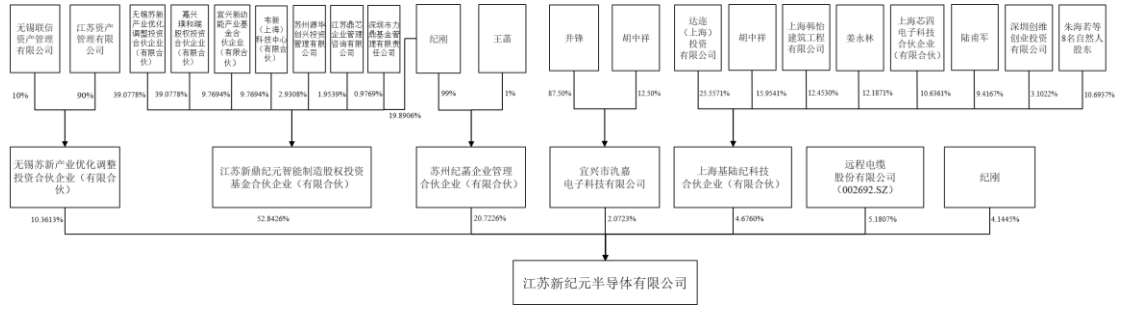 无锡联信
资产管理
有限公司
江苏资产
管理有限
公司
无锡苏新
产业优化
调整投资
合伙企业
（有限合
伙）
嘉兴
璞和瑞
股权投资
合伙企业
（有限合
伙）
宜兴新动
能产业基
金合
伙企业
（有限合
伙）
韦新
（上海）
科技中心
（有限合
伙）
苏州源华
创兴投资
管理有限
公司
江苏鼎芯
企业管理
咨询有限
公司
深圳市力
鼎基金管
理有限责
任公司
纪刚
王菡
井锋
胡中祥
达迮
（上海）
投资
有限公司
胡中祥
上海韩怡
建筑工程
有限公司
姜永林
上海芯囡
电子科技
合伙企业
（有限合伙）
陆甫军
深圳创维
创业投资
有限公司
朱海若等
8名自然人
股东
10%
90%
39.0778%
39.0778%
9.7694%
9.7694%
2.9308%
1.9539%
0.9769%
19.8906%
99%
1%
87.50%
12.50%
25.5571%
15.9541%
12.4530%
12.1871%
10.6361%
9.4167%
3.1022%
10.6937%
无锡苏新产业优化调整
投资合伙企业（有限合
伙）
江苏新鼎纪元智能制造股权投资
基金合伙企业（有限合伙）
苏州纪菡企业管理
合伙企业（有限合伙）
宜兴市氿嘉
电子科技有限公司
上海基陆纪科技
合伙企业（有限合伙）
远程电缆
股份有限公司
（002692.SZ）
纪刚
10.3613%
52.8426%
20.7226%
2.0723%
4.6760%
5.1807%
4.1445%
江苏新纪元半导体有限公司